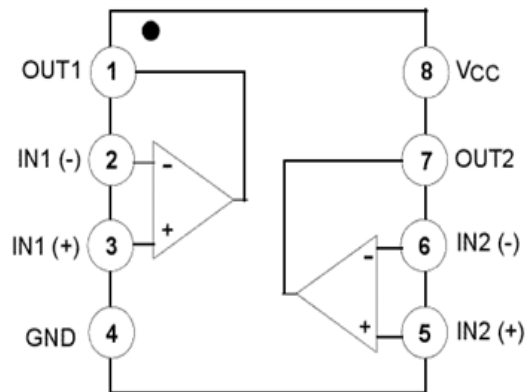 OUT1 1
IN1 (-) 2 -
IN1 (+) 3 +
GND 4
8 VCC
7 OUT2
- 6 IN2 (-)
+ 5 IN2 (+)